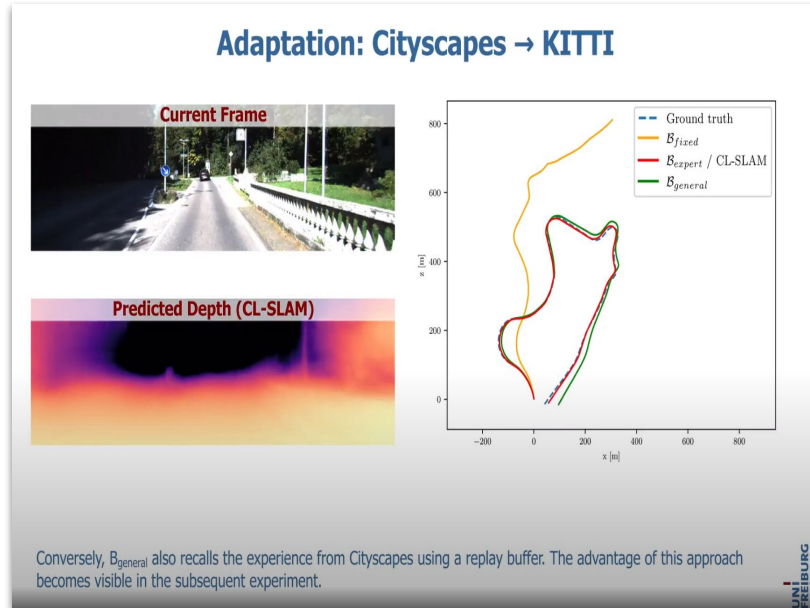 Adaptation: Cityscapes → KITTI
Current Frame
Predicted Depth (CL-SLAM)
800
600
400
200
0
z [m]
−200
0
200
400
600
800
x [m]
Ground truth
B_fixed
B_expert / CL-SLAM
B_general
Conversely, B_general also recalls the experience from Cityscapes using a replay buffer. The advantage of this approach
becomes visible in the subsequent experiment.
UNI
FREIBURG